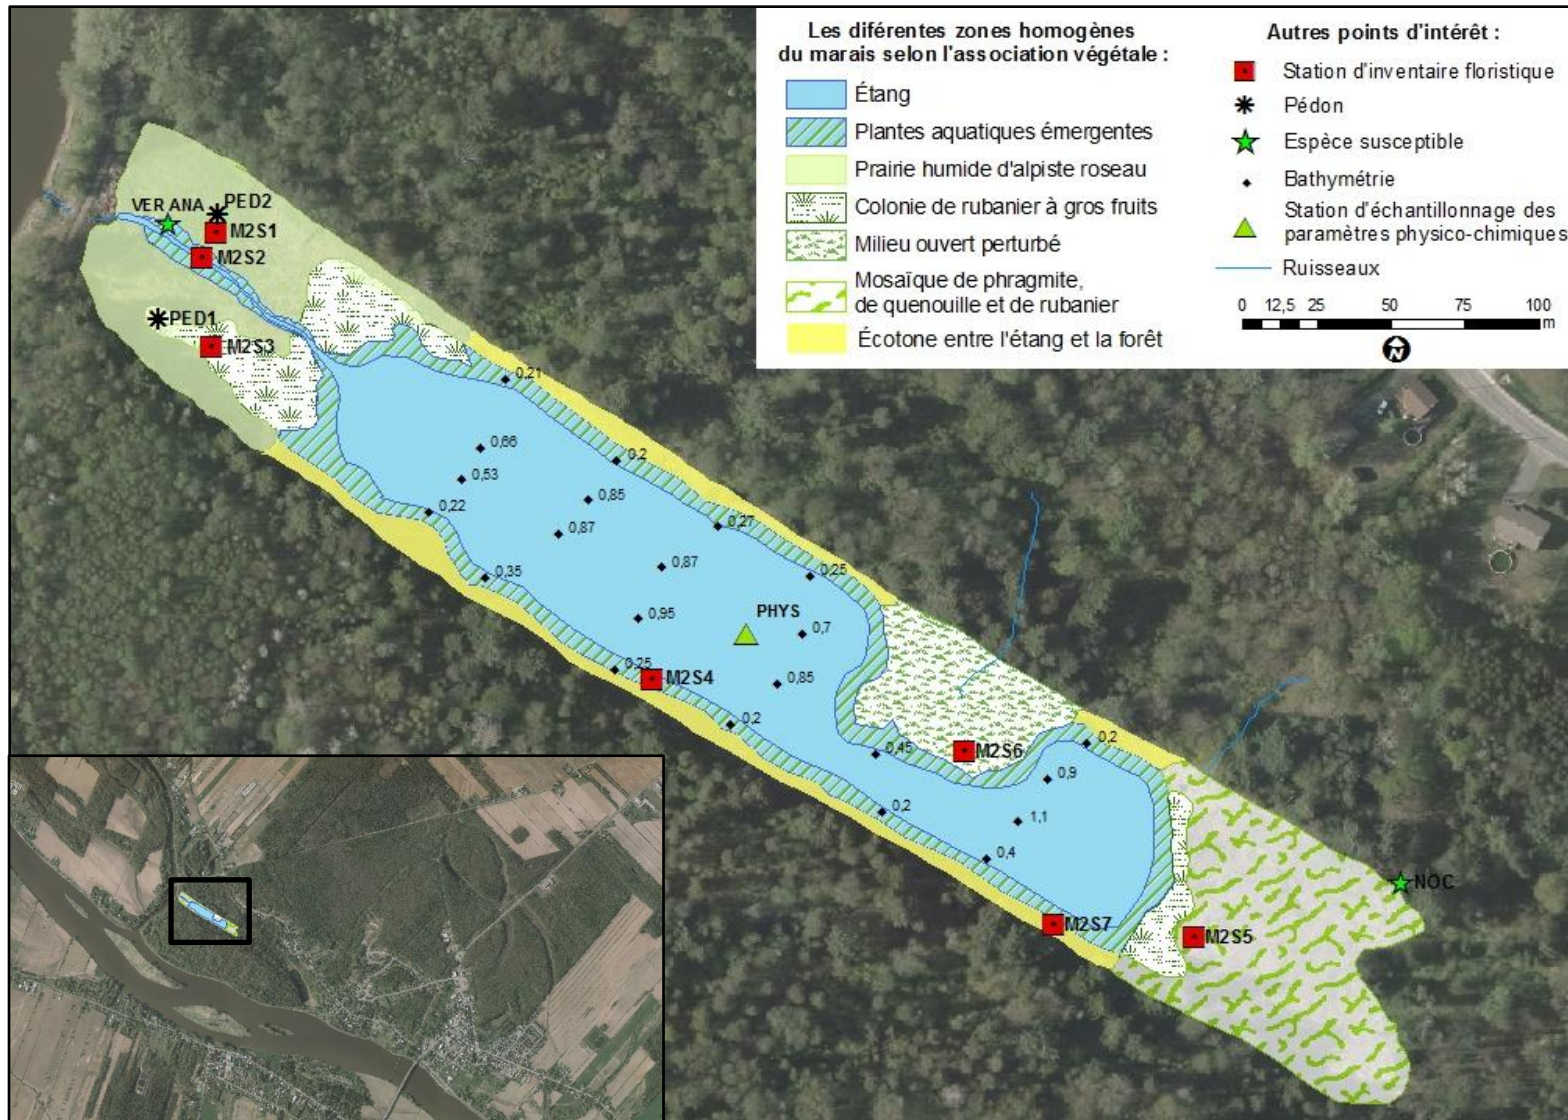 Les diférentes zones homogènes
du marais selon l'association végétale :
Étang
Plantes aquatiques émergentes
Prairie humide d'alpiste roseau
Colonie de rubanier à gros fruits
Milieu ouvert perturbé
Mosaïque de phragmite,
de quenouille et de rubanier
Écotone entre l'étang et la forêt
Autres points d'intérêt :
Station d'inventaire floristique
Pédon
Espèce susceptible
Bathymétrie
Station d'échantillonnage des
paramètres physico-chimiques
Ruisseaux
0 12,5 25 50 75 100
m
N
VERANA
PED2
M2S1
M2S2
PED1
M2S3
0,21
0,66
0,2
0,53
0,85
0,22
0,27
0,87
0,87
0,25
0,35
0,95
PHYS
0,7
0,25
M2S4
0,85
0,2
0,45
M2S6
0,2
0,9
0,2
1,1
0,4
NOC
M2S7
M2S5